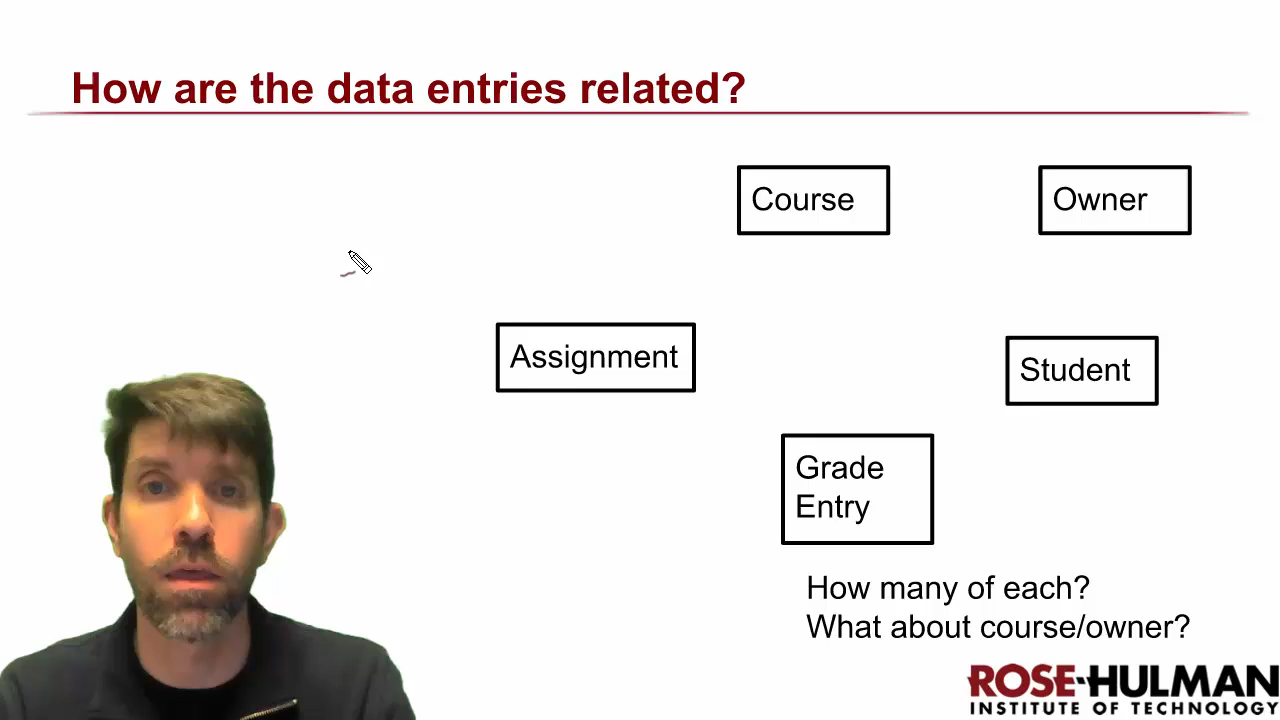 How are the data entries related?
Course
Owner
Assignment
Student
Grade
Entry
How many of each?
What about course/owner?
ROSE-HULMAN
INSTITUTE OF TECHNOLOGY